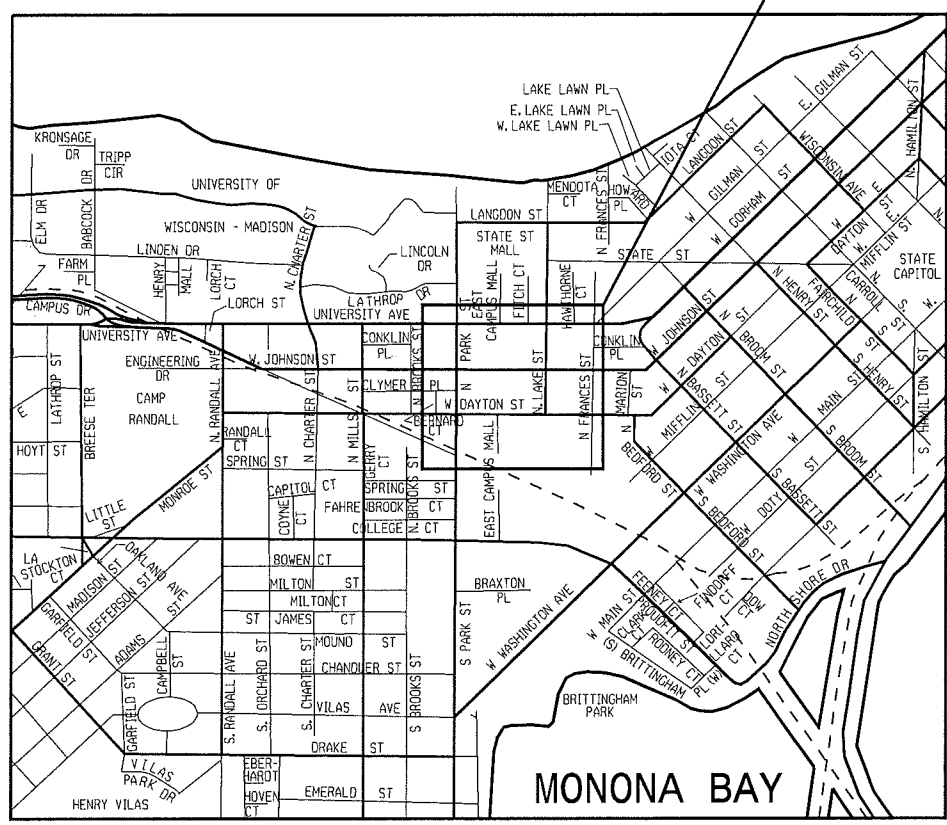 LAKE LAWN PL
E. LAKE LAWN PL
W. LAKE LAWN PL
IOTA CT
LANGDON ST
E. GILMAN ST
WISCONSIN AVE
N. HAMILTON ST
KRONSAGE
DR
TRIPP
CIR
BABCOCK DR
ELM DR
UNIVERSITY OF
WISCONSIN - MADISON
LINDEN DR
N. CHARTER ST
FARM
PL
HENRY
MALL
LORCH
CT
LORCH ST
LINCOLN
DR
LATHROP DR
UNIVERSITY AVE
MENDOTA
CT
HOWARD
PL
N FRANCES ST
LANGDON ST
STATE ST
MALL
STATE ST
EAST
CAMPUS MALL
FITCH CT
HAWTHORNE
CT
W GILMAN ST
W GORHAM ST
DAYTON ST
W. MIFFLIN ST
STATE
CAPITOL
N CARROLL ST
FAIRCHILD ST
N HENRY ST
S HENRY ST
S. HAMILTON ST
CAMPUS DR
UNIVERSITY AVE
ENGINEERING
DR
CAMP
RANDALL
LATHROP ST
BREESE TER
N. RANDALL AVE
W. JOHNSON ST
CONKLIN
PL
CLYMER PL
N BROOKS ST
N PARK ST
W DAYTON ST
BERNARD
CT
N.LAKE ST
N FRANCES ST
CONKLIN
PL
MARION ST
W JOHNSON ST
W DAYTON ST
N BROOM ST
N BASSETT ST
W MIFFLIN ST
N BEDFORD ST
W WASHINGTON AVE
W MAIN ST
S BROOM ST
S BASSETT ST
W DOTY ST
S BEDFORD ST
HOYT ST
RANDALL
CT
SPRING ST
N CHARTER ST
N MILLS ST
GERRY
CT
CAPITOL CT
COYNE
CT
SPRING ST
FAHRENBROOK CT
COLLEGE CT
N. BROOKS ST
EAST CAMPUS MALL
MONROE ST
LITTLE
ST
LA
STOCKTON
CT
OAKLAND AVE
MADISON ST
JEFFERSON ST
GARFIELD ST
ADAMS ST
GRANT ST
BOWEN CT
MILTON ST
MILTON CT
ST JAMES CT
MOUND ST
CHANDLER ST
VILAS AVE
DRAKE ST
EMERALD ST
CAMPBELL
ST
GARFIELD ST
S. RANDALL AVE
S. ORCHARD ST
S. CHARTER ST
S BROOKS ST
S PARK ST
BRAXTON
PL
W WASHINGTON AVE
W MAIN ST
FEENEY CT
PROUDFIT ST
CLARK
CT
RODNEY CT
(S) BRITTINGHAM
PL (W)
FINDORFF
CT
DOW
CT
LORILLARD
CT
NORTH SHORE DR
BRITTINGHAM
PARK
VILAS
PARK DR
HENRY VILAS
EBERHARDT
HOVEN
CT
MONONA BAY